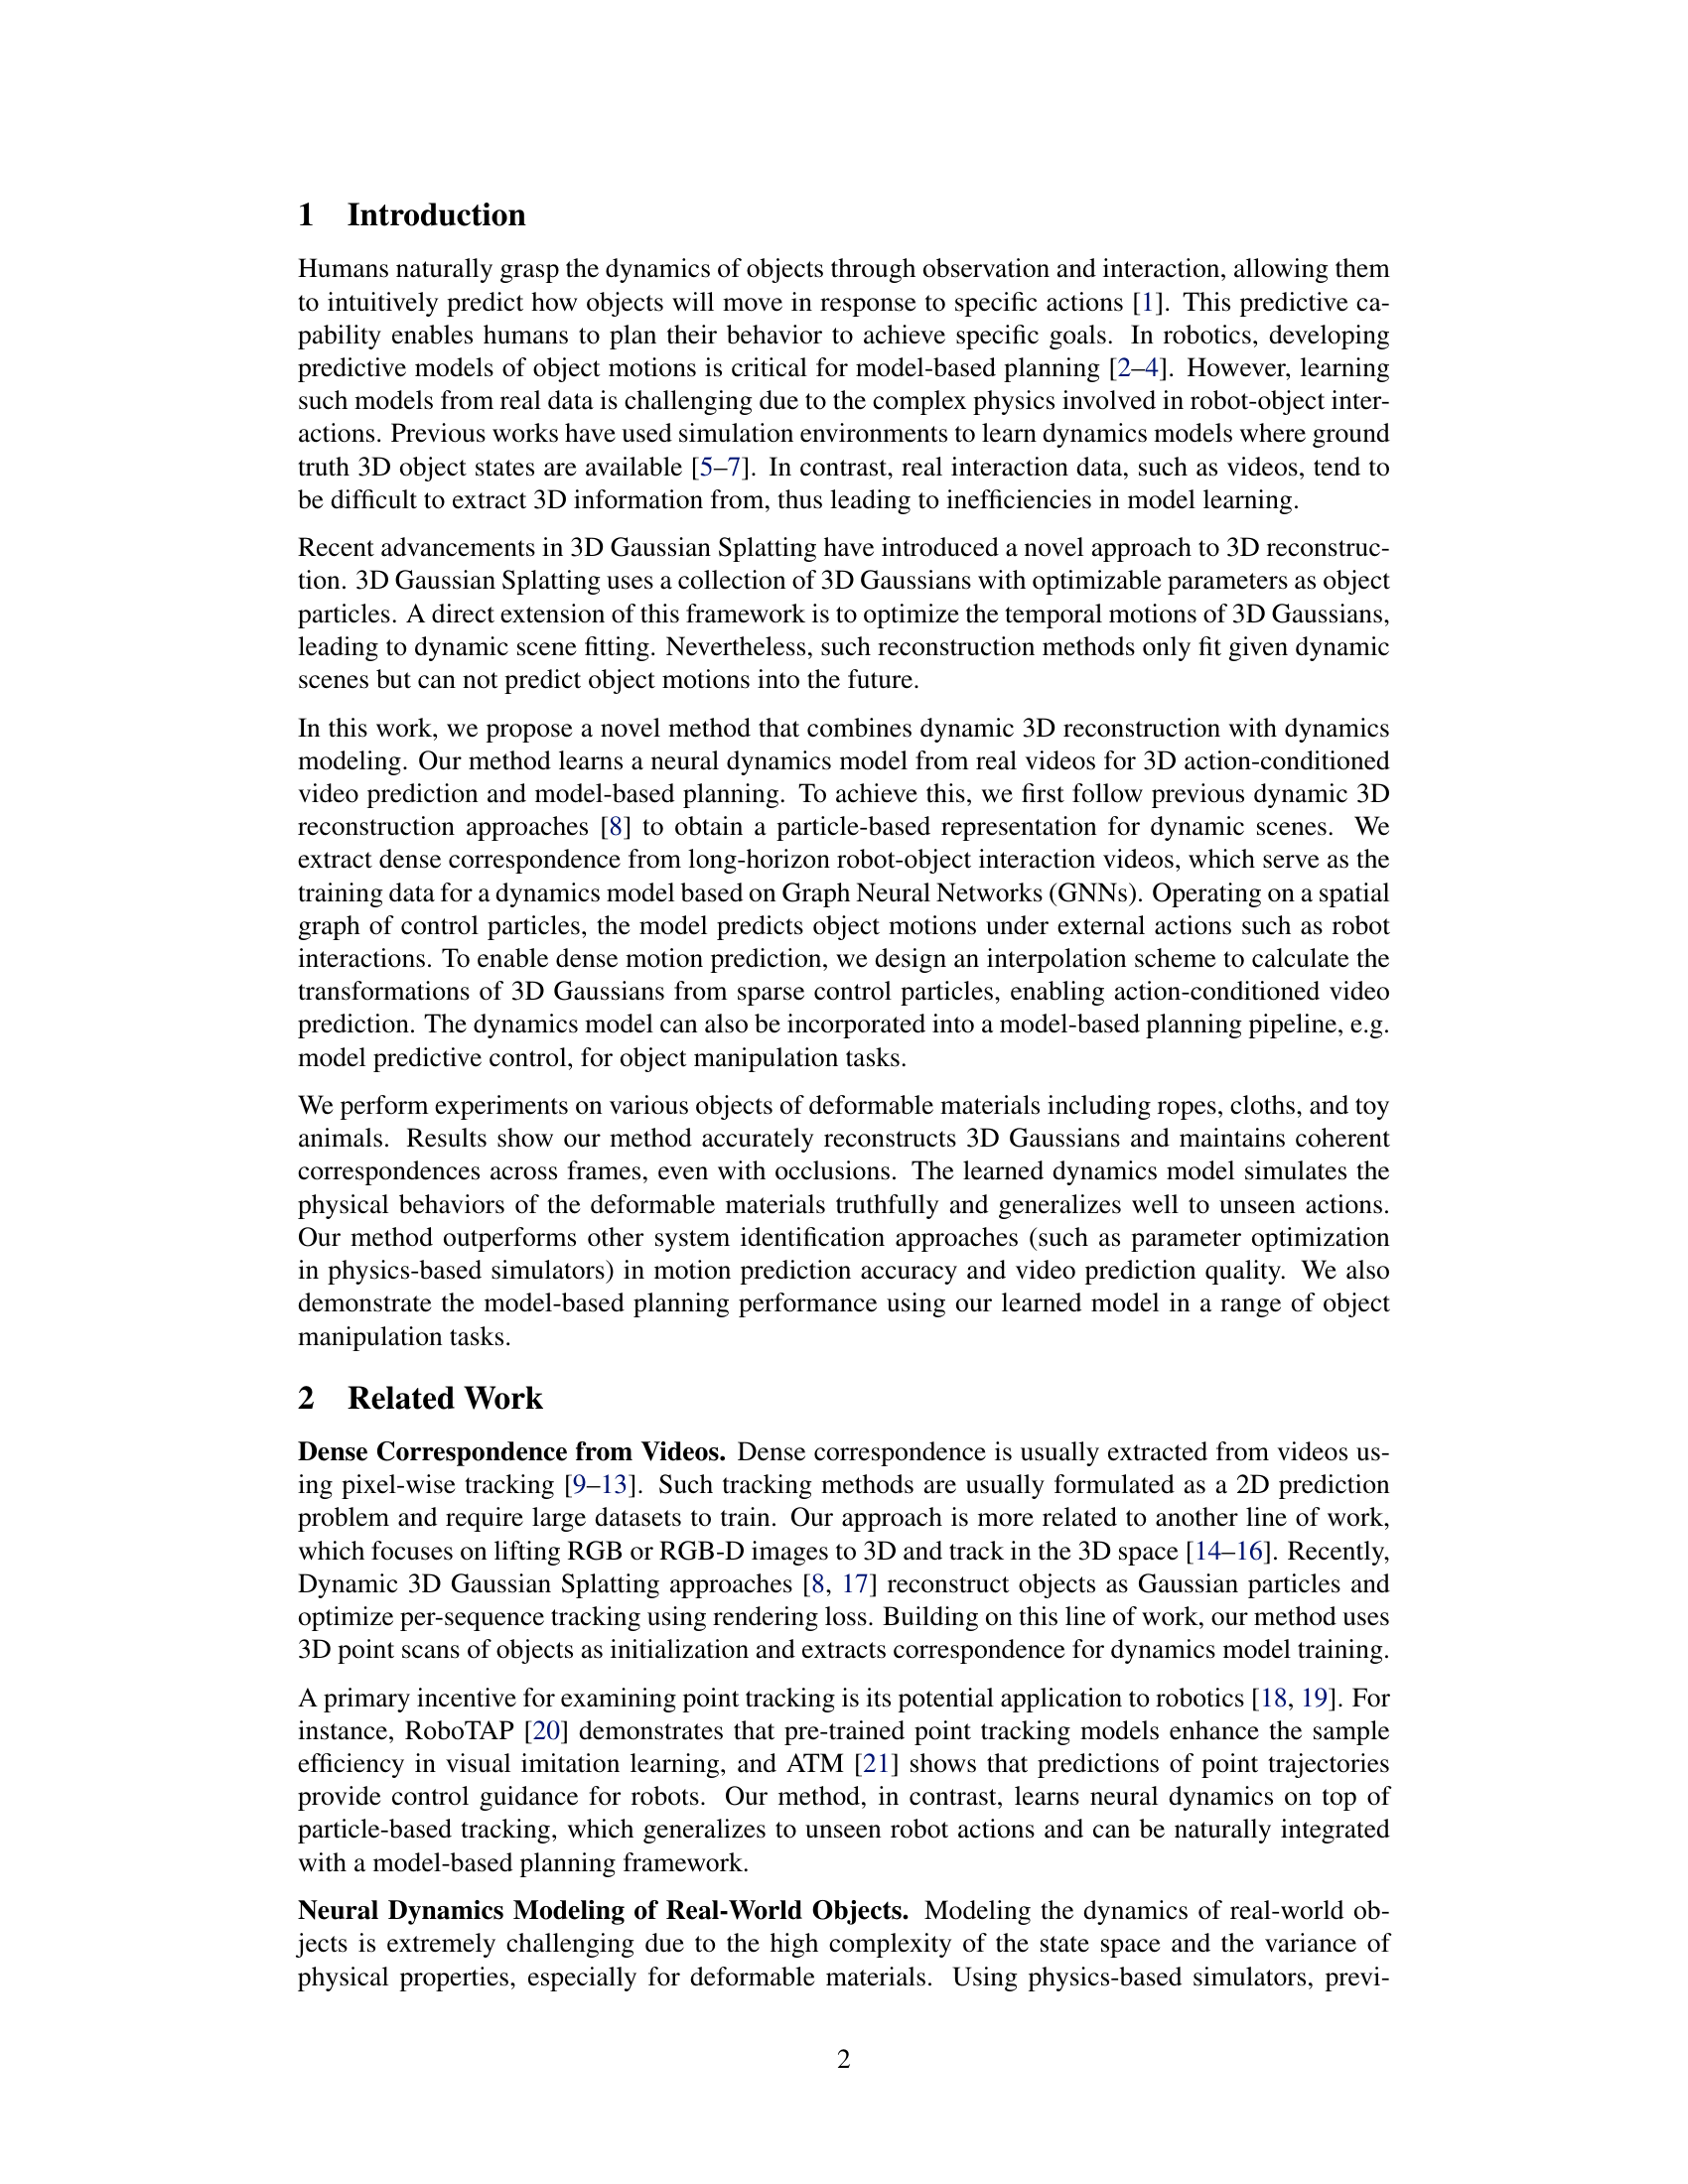 1 Introduction
Humans naturally grasp the dynamics of objects through observation and interaction, allowing them
to intuitively predict how objects will move in response to specific actions [1]. This predictive ca-
pability enables humans to plan their behavior to achieve specific goals. In robotics, developing
predictive models of object motions is critical for model-based planning [2–4]. However, learning
such models from real data is challenging due to the complex physics involved in robot-object inter-
actions. Previous works have used simulation environments to learn dynamics models where ground
truth 3D object states are available [5–7]. In contrast, real interaction data, such as videos, tend to
be difficult to extract 3D information from, thus leading to inefficiencies in model learning.
Recent advancements in 3D Gaussian Splatting have introduced a novel approach to 3D reconstruc-
tion. 3D Gaussian Splatting uses a collection of 3D Gaussians with optimizable parameters as object
particles. A direct extension of this framework is to optimize the temporal motions of 3D Gaussians,
leading to dynamic scene fitting. Nevertheless, such reconstruction methods only fit given dynamic
scenes but can not predict object motions into the future.
In this work, we propose a novel method that combines dynamic 3D reconstruction with dynamics
modeling. Our method learns a neural dynamics model from real videos for 3D action-conditioned
video prediction and model-based planning. To achieve this, we first follow previous dynamic 3D
reconstruction approaches [8] to obtain a particle-based representation for dynamic scenes. We
extract dense correspondence from long-horizon robot-object interaction videos, which serve as the
training data for a dynamics model based on Graph Neural Networks (GNNs). Operating on a spatial
graph of control particles, the model predicts object motions under external actions such as robot
interactions. To enable dense motion prediction, we design an interpolation scheme to calculate the
transformations of 3D Gaussians from sparse control particles, enabling action-conditioned video
prediction. The dynamics model can also be incorporated into a model-based planning pipeline, e.g.
model predictive control, for object manipulation tasks.
We perform experiments on various objects of deformable materials including ropes, cloths, and toy
animals. Results show our method accurately reconstructs 3D Gaussians and maintains coherent
correspondences across frames, even with occlusions. The learned dynamics model simulates the
physical behaviors of the deformable materials truthfully and generalizes well to unseen actions.
Our method outperforms other system identification approaches (such as parameter optimization
in physics-based simulators) in motion prediction accuracy and video prediction quality. We also
demonstrate the model-based planning performance using our learned model in a range of object
manipulation tasks.
2 Related Work
Dense Correspondence from Videos. Dense correspondence is usually extracted from videos us-
ing pixel-wise tracking [9–13]. Such tracking methods are usually formulated as a 2D prediction
problem and require large datasets to train. Our approach is more related to another line of work,
which focuses on lifting RGB or RGB-D images to 3D and track in the 3D space [14–16]. Recently,
Dynamic 3D Gaussian Splatting approaches [8, 17] reconstruct objects as Gaussian particles and
optimize per-sequence tracking using rendering loss. Building on this line of work, our method uses
3D point scans of objects as initialization and extracts correspondence for dynamics model training.
A primary incentive for examining point tracking is its potential application to robotics [18, 19]. For
instance, RoboTAP [20] demonstrates that pre-trained point tracking models enhance the sample
efficiency in visual imitation learning, and ATM [21] shows that predictions of point trajectories
provide control guidance for robots. Our method, in contrast, learns neural dynamics on top of
particle-based tracking, which generalizes to unseen robot actions and can be naturally integrated
with a model-based planning framework.
Neural Dynamics Modeling of Real-World Objects. Modeling the dynamics of real-world ob-
jects is extremely challenging due to the high complexity of the state space and the variance of
physical properties, especially for deformable materials. Using physics-based simulators, previ-
2